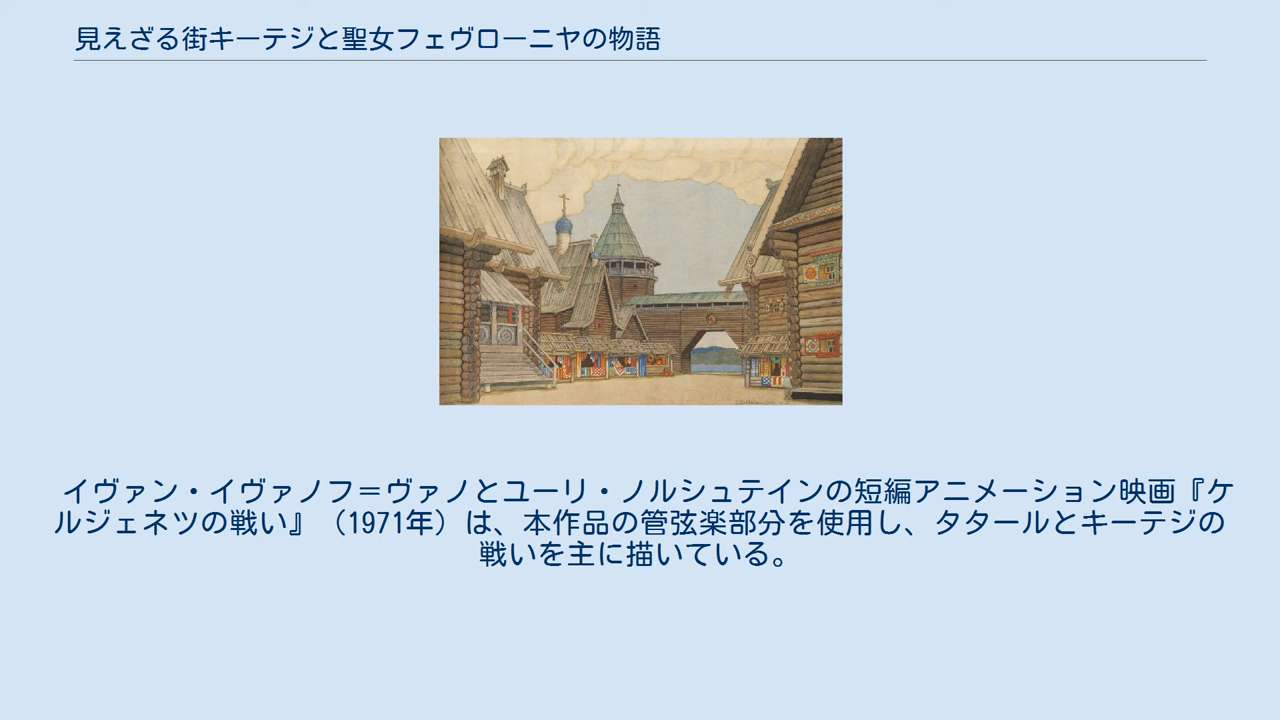 見えざる街キーテジと聖女フェヴローニヤの物語
イヴァン・イヴァノフ＝ヴァノとユーリ・ノルシュテインの短編アニメーション映画『ケ
ルジェネツの戦い』（1971年）は、本作品の管弦楽部分を使用し、タタールとキーテジの
戦いを主に描いている。